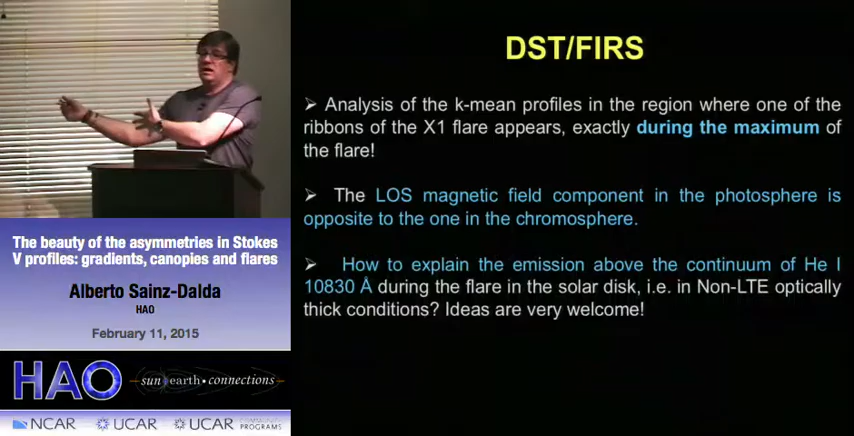 DST/FIRS
➢ Analysis of the k-mean profiles in the region where one of the
ribbons of the X1 flare appears, exactly during the maximum of
the flare!
➢ The LOS magnetic field component in the photosphere is
opposite to the one in the chromosphere.
➢ How to explain the emission above the continuum of He I
10830 Å during the flare in the solar disk, i.e. in Non-LTE optically
thick conditions? Ideas are very welcome!
The beauty of the asymmetries in Stokes
V profiles: gradients, canopies and flares
Alberto Sainz-Dalda
HAO
February 11, 2015
HAO
sun earth • connections
NCAR UCAR UCAR COMMUNITY
PROGRAMS